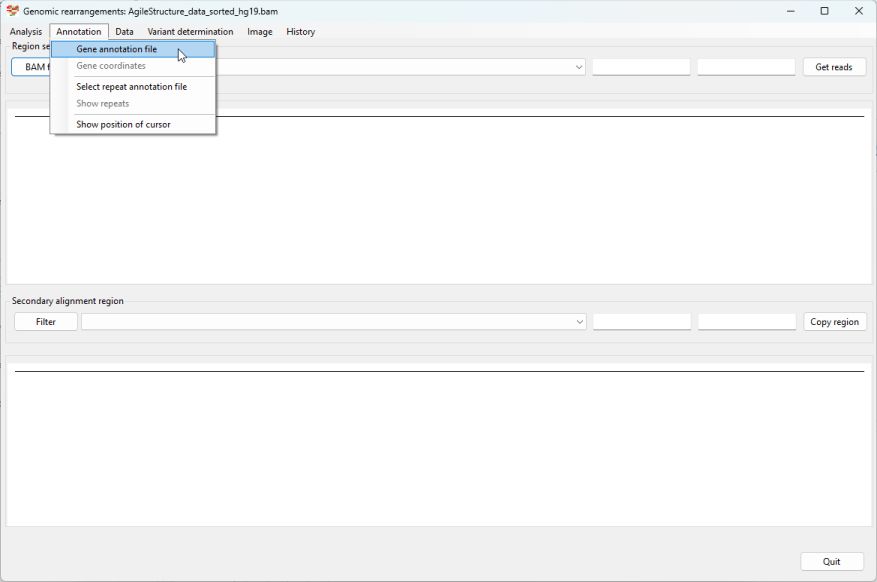 Genomic rearrangements: AgileStructure_data_sorted_hg19.bam
Analysis Annotation Data Variant determination Image History
Region se
Gene annotation file
BAM f
Get reads
Gene coordinates
Select repeat annotation file
Show repeats
Show position of cursor
Secondary alignment region
Filter
Copy region
Quit